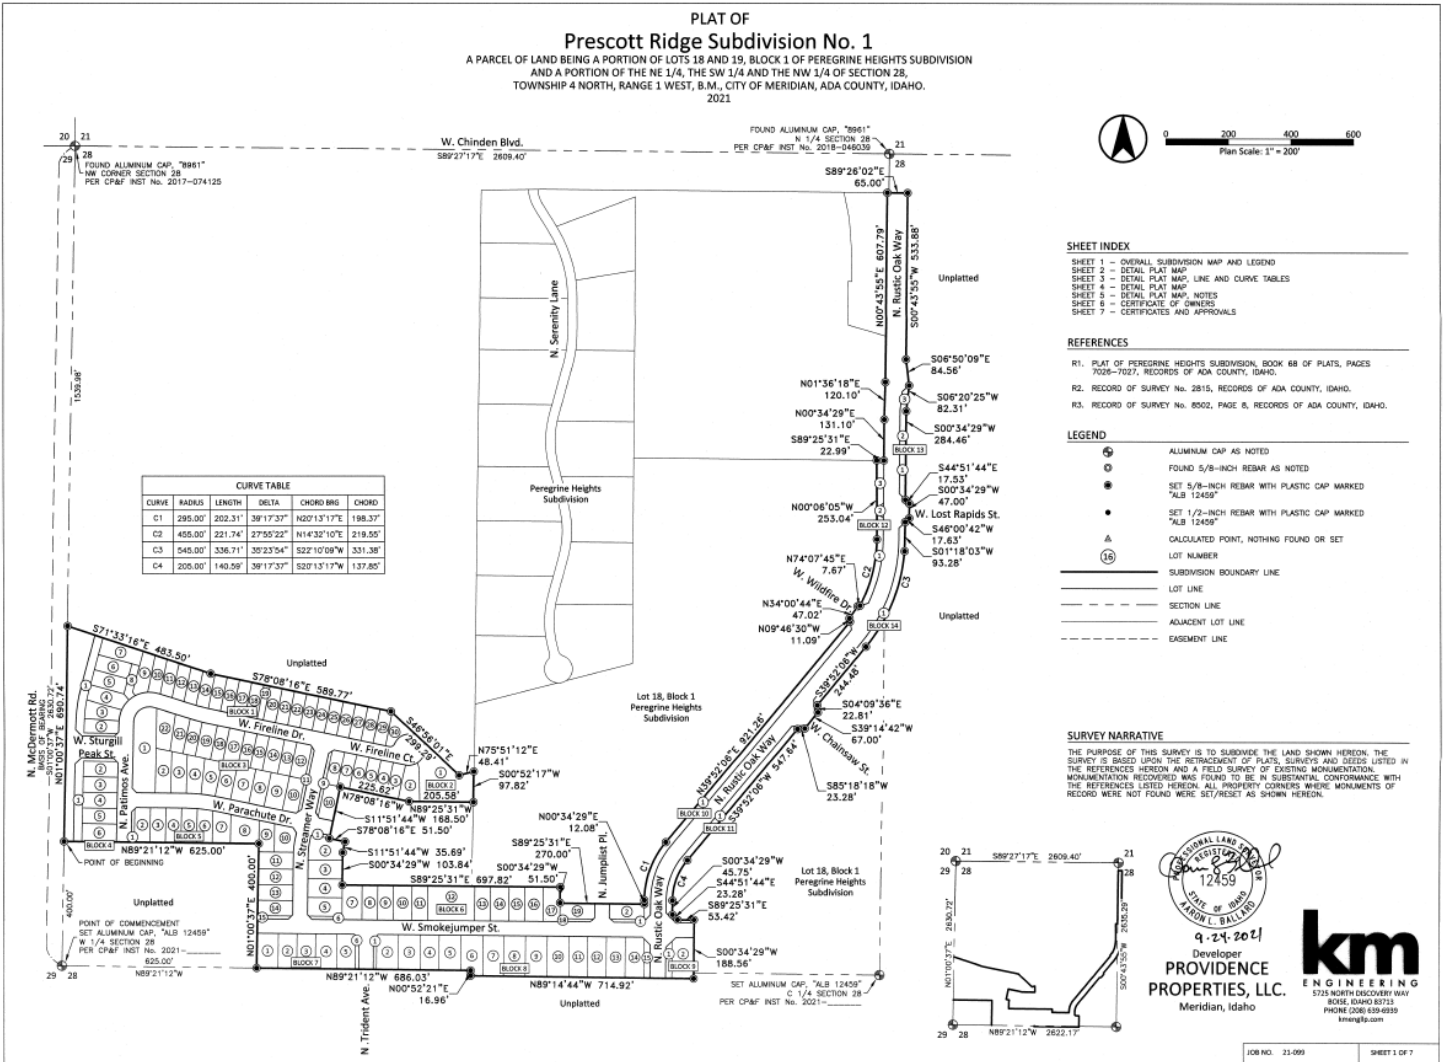 PLAT OF
Prescott Ridge Subdivision No. 1
A PARCEL OF LAND BEING A PORTION OF LOTS 18 AND 19, BLOCK 1 OF PEREGRINE HEIGHTS SUBDIVISION
AND A PORTION OF THE NE 1/4, THE SW 1/4 AND THE NW 1/4 OF SECTION 28,
TOWNSHIP 4 NORTH, RANGE 1 WEST, B.M., CITY OF MERIDIAN, ADA COUNTY, IDAHO.
2021
20 21
29 28
FOUND ALUMINUM CAP, "8961"
NW CORNER SECTION 28
PER CP&F INST No. 2017-074125
W. Chinden Blvd.
S89°27'17"E 2609.40'
FOUND ALUMINUM CAP, "8961"
N 1/4 SECTION 28
PER CP&F INST No. 2018-046039
21
28
S89°26'02"E
65.00'
0 200 400 600
Plan Scale: 1" = 200'
N00°43'55"E 607.79'
N. Rustic Oak Way
S00°43'55"W 533.88'
Unplatted
N. Serenity Lane
1539.98'
S06°50'09"E
84.56'
N01°36'18"E
120.10'
S06°20'25"W
82.31'
N00°34'29"E
131.10'
S00°34'29"W
284.46'
S89°25'31"E
22.99'
BLOCK 13
S44°51'44"E
17.53'
S00°34'29"W
47.00'
W. Lost Rapids St.
N00°06'05"W
253.04'
BLOCK 12
S46°00'42"W
17.63'
S01°18'03"W
93.28'
Peregrine Heights
Subdivision
N74°07'45"E
7.67'
C2
C3
W. Wildfire Dr.
N34°00'44"E
47.02'
N09°46'30"W
11.09'
BLOCK 14
Unplatted
CURVE TABLE
CURVE RADIUS LENGTH DELTA CHORD BRG CHORD
C1 295.00' 202.31' 39°17'37" N20°13'17"E 198.37'
C2 455.00' 221.74' 27°55'22" N14°32'10"E 219.55'
C3 545.00' 336.71' 35°23'54" S22°10'09"W 331.38'
C4 205.00' 140.59' 39°17'37" S20°13'17"W 137.85'
SHEET INDEX
SHEET 1 - OVERALL SUBDIVISION MAP AND LEGEND
SHEET 2 - DETAIL PLAT MAP
SHEET 3 - DETAIL PLAT MAP, LINE AND CURVE TABLES
SHEET 4 - DETAIL PLAT MAP
SHEET 5 - DETAIL PLAT MAP, NOTES
SHEET 6 - CERTIFICATE OF OWNERS
SHEET 7 - CERTIFICATES AND APPROVALS
REFERENCES
R1. PLAT OF PEREGRINE HEIGHTS SUBDIVISION, BOOK 68 OF PLATS, PAGES
7026-7027, RECORDS OF ADA COUNTY, IDAHO.
R2. RECORD OF SURVEY No. 2815, RECORDS OF ADA COUNTY, IDAHO.
R3. RECORD OF SURVEY No. 8502, PAGE 8, RECORDS OF ADA COUNTY, IDAHO.
LEGEND
ALUMINUM CAP AS NOTED
FOUND 5/8-INCH REBAR AS NOTED
SET 5/8-INCH REBAR WITH PLASTIC CAP MARKED
"ALB 12459"
SET 1/2-INCH REBAR WITH PLASTIC CAP MARKED
"ALB 12459"
CALCULATED POINT, NOTHING FOUND OR SET
16 LOT NUMBER
SUBDIVISION BOUNDARY LINE
LOT LINE
SECTION LINE
ADJACENT LOT LINE
EASEMENT LINE
SURVEY NARRATIVE
THE PURPOSE OF THIS SURVEY IS TO SUBDIVIDE THE LAND SHOWN HEREON. THE
SURVEY IS BASED UPON THE RETRACEMENT OF PLATS, SURVEYS AND DEEDS LISTED IN
THE REFERENCES HEREON AND A FIELD SURVEY OF EXISTING MONUMENTATION.
MONUMENTATION RECOVERED WAS FOUND TO BE IN SUBSTANTIAL CONFORMANCE WITH
THE REFERENCES LISTED HEREON. ALL PROPERTY CORNERS WHERE MONUMENTS OF
RECORD WERE NOT FOUND WERE SET/RESET AS SHOWN HEREON.
S71°33'16"E 483.50'
Unplatted
S78°08'16"E 589.77'
BLOCK 1
W. Fireline Dr.
S46°56'01"E
299.29'
W. Fireline Ct.
N75°51'12"E
48.41'
S00°52'17"W
97.82'
N. McDermott Rd.
BASIS OF BEARING
S01°00'37"W 2630.72'
N01°00'37"E 690.74'
W. Sturgill
Peak St.
N. Patimos Ave.
BLOCK 3
W. Parachute Dr.
BLOCK 2
225.62'
N78°08'16"W
205.58'
N89°25'31"W
S11°51'44"W 168.50'
S78°08'16"E 51.50'
N. Streamer Way
BLOCK 4
BLOCK 5
N89°21'12"W 625.00'
POINT OF BEGINNING
S11°51'44"W 35.69'
S00°34'29"W 103.84'
N00°34'29"E
12.08'
S89°25'31"E
270.00'
S00°34'29"W
51.50'
S89°25'31"E 697.82'
N. Jumplist Pl.
Lot 18, Block 1
Peregrine Heights
Subdivision
N39°52'06"E 921.26'
N. Rustic Oak Way
S39°52'06"W 547.64'
S39°52'06"W
244.48'
S04°09'36"E
22.81'
S39°14'42"W
67.00'
W. Chainsaw St.
S85°18'18"W
23.28'
BLOCK 10
BLOCK 11
C1
C4
S00°34'29"W
45.75'
S44°51'44"E
23.28'
S89°25'31"E
53.42'
Lot 18, Block 1
Peregrine Heights
Subdivision
400.00'
Unplatted
N01°00'37"E 400.00'
POINT OF COMMENCEMENT
SET ALUMINUM CAP, "ALB 12459"
W 1/4 SECTION 28
PER CP&F INST No. 2021-
625.00'
N89°21'12"W
29 28
BLOCK 6
W. Smokejumper St.
N. Rustic Oak Way
BLOCK 7
BLOCK 8
BLOCK 9
N89°21'12"W 686.03'
N00°52'21"E
16.96'
N89°14'44"W 714.92'
Unplatted
N .Trident Ave.
S00°34'29"W
188.56'
SET ALUMINUM CAP, "ALB 12459"
C 1/4 SECTION 28
PER CP&F INST No. 2021-
20 21
29 28
S89°27'17"E 2609.40'
21
28
N01°00'37"E 2630.72'
S00°43'55"W 2635.29'
N89°21'12"W 2622.17'
29 28
28
PROFESSIONAL LAND SURVEYOR
REGISTERED
12459
STATE OF IDAHO
AARON L. BALLARD
9-24-2021
Developer
PROVIDENCE
PROPERTIES, LLC.
Meridian, Idaho
km
ENGINEERING
5725 NORTH DISCOVERY WAY
BOISE, IDAHO 83713
PHONE (208) 639-6939
kmengllp.com
JOB NO. 21-099
SHEET 1 OF 7